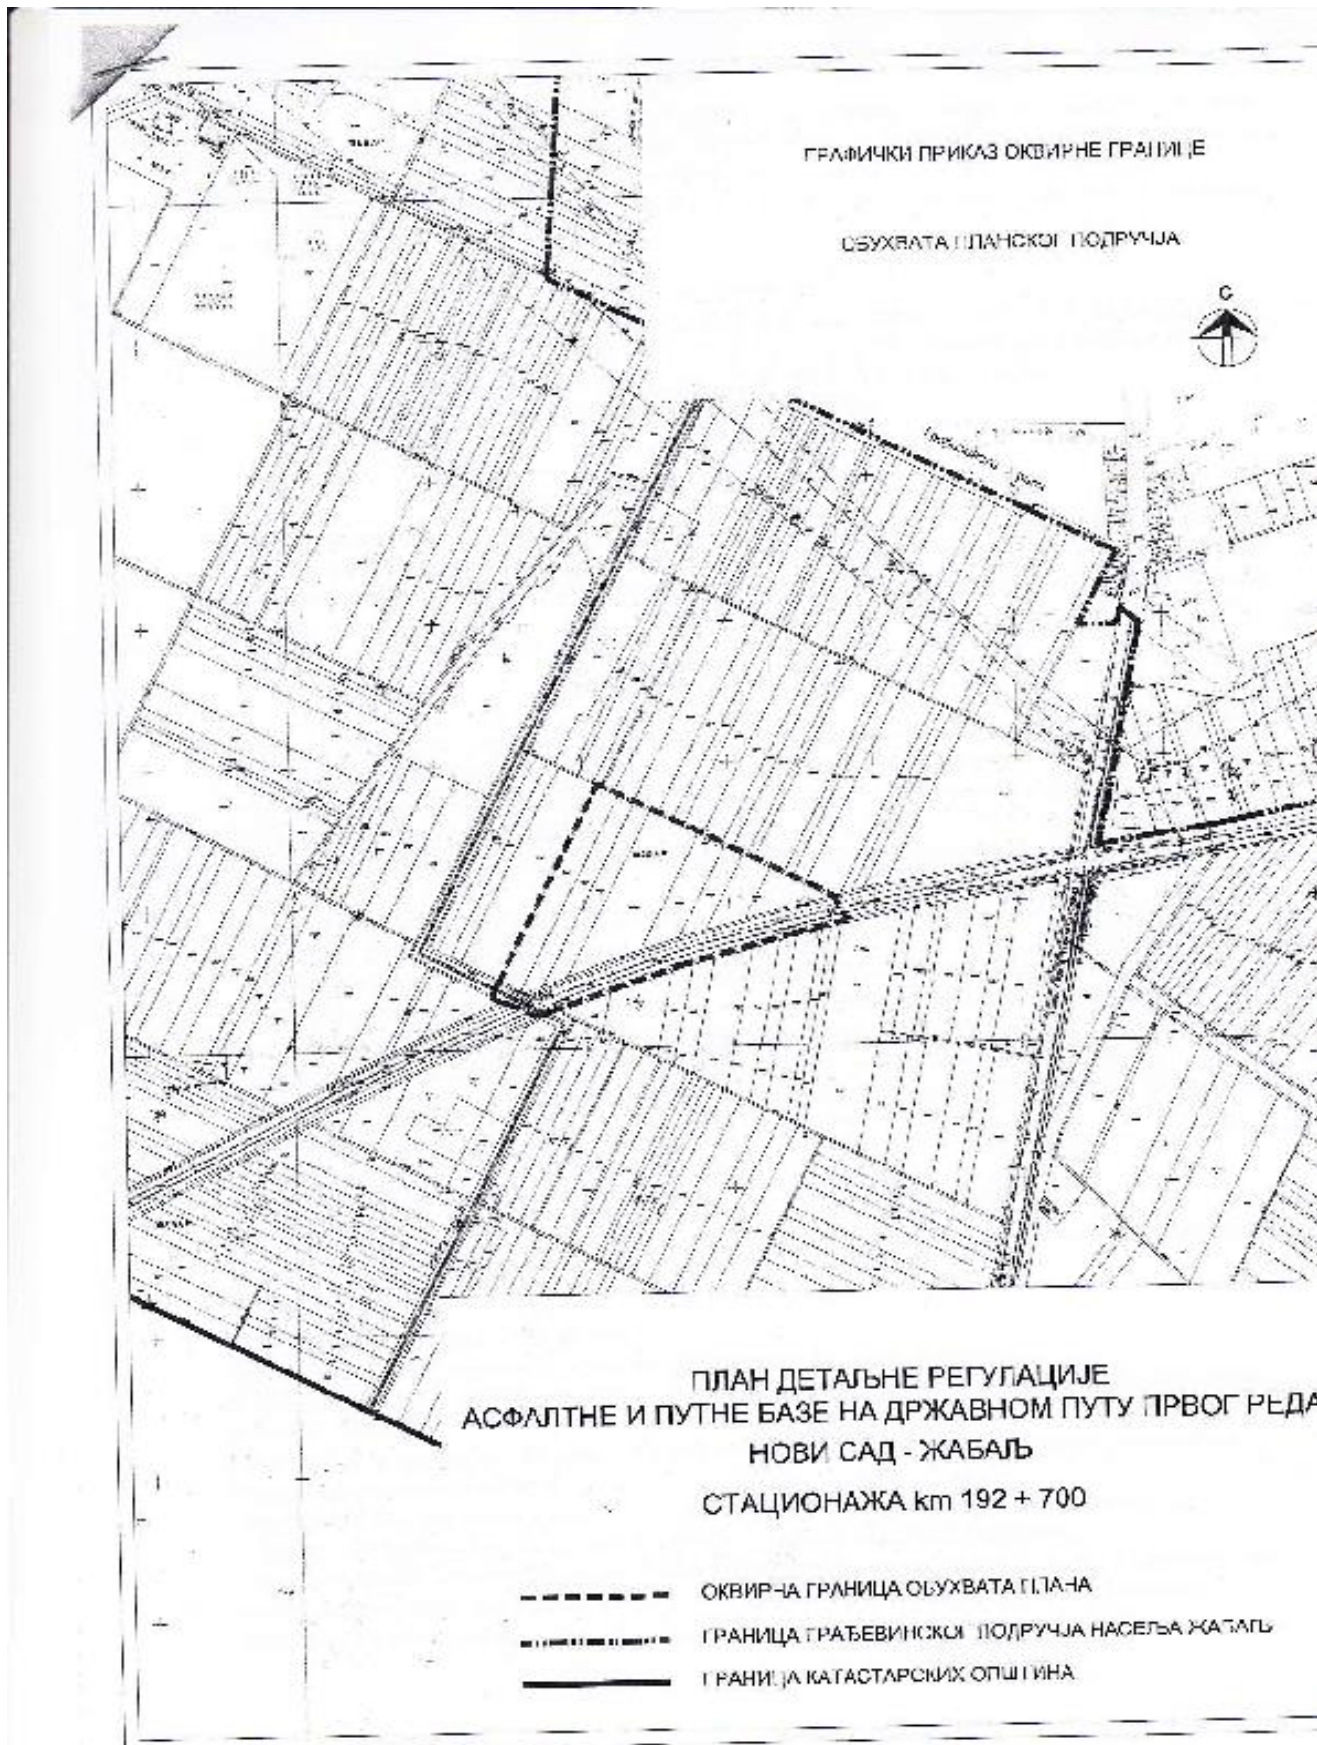 ГРАФИЧКИ ПРИКАЗ ОКВИРНЕ ГРАНИЦЕ
ОБУХВАТА ПЛАНСКОГ ПОДРУЧЈА
С
ПЛАН ДЕТАЉНЕ РЕГУЛАЦИЈЕ
АСФАЛТНЕ И ПУТНЕ БАЗЕ НА ДРЖАВНОМ ПУТУ ПРВОГ РЕДА
НОВИ САД - ЖАБАЉ
СТАЦИОНАЖА km 192 + 700
ОКВИРНА ГРАНИЦА ОБУХВАТА ПЛАНА
ГРАНИЦА ГРАЂЕВИНСКОГ ПОДРУЧЈА НАСЕЉА ЖАБАЉ
ГРАНИЦА КАТАСТАРСКИХ ОПШТИНА